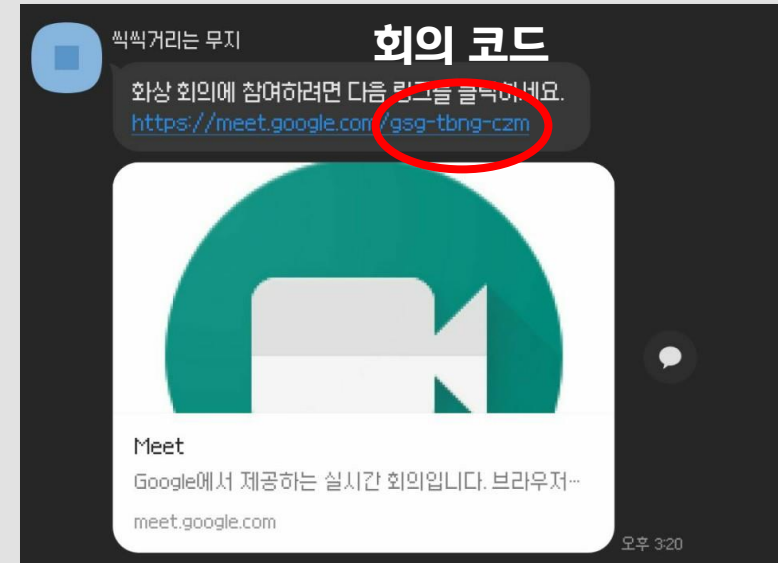 씩씩거리는 무지
회의 코드
화상 회의에 참여하려면 다음 링크를 클릭하세요.
https://meet.google.com/gsg-tbng-czm
Meet
Google에서 제공하는 실시간 회의입니다. 브라우저…
meet.google.com
오후 3:20